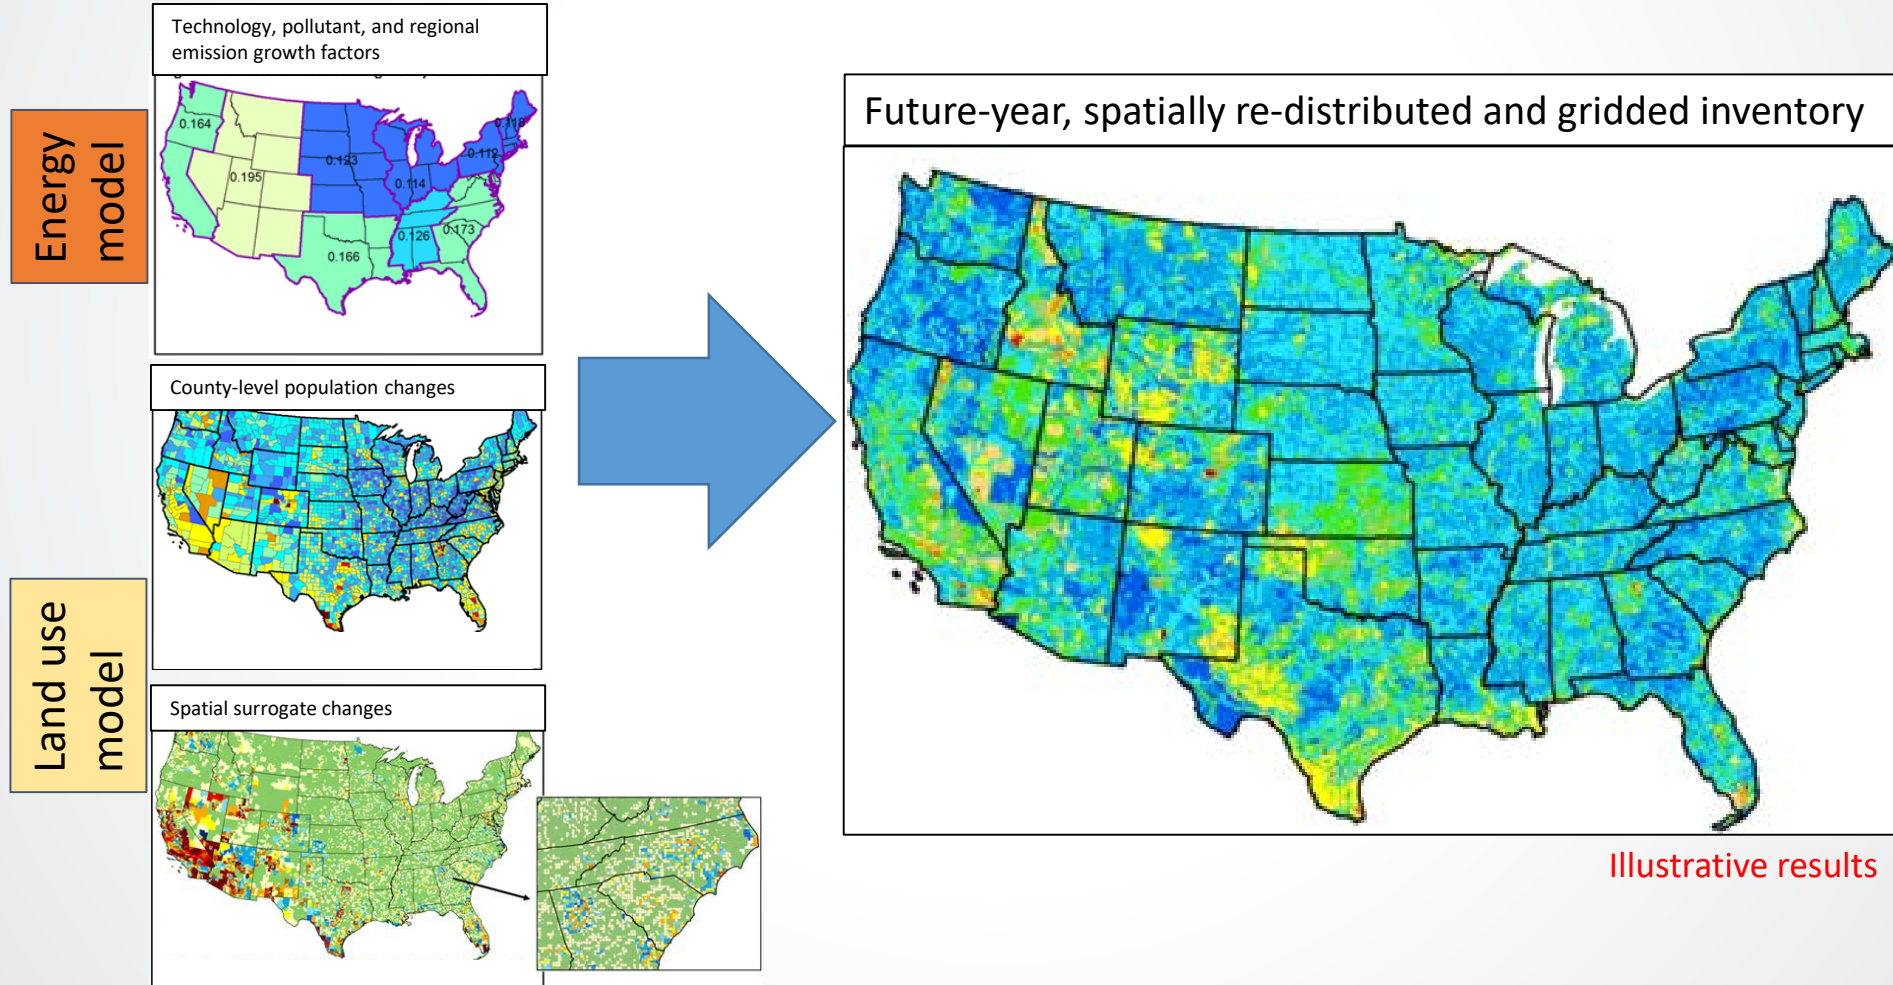 Technology, pollutant, and regional
emission growth factors
Energy
model
0.164
0.195
0.123
0.114
0.118
0.112
0.126
0.173
0.166
County-level population changes
Land use
model
Spatial surrogate changes
Future-year, spatially re-distributed and gridded inventory
Illustrative results